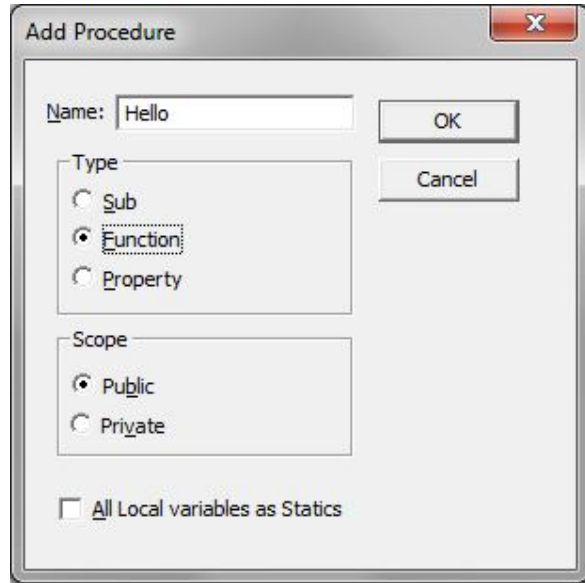 Add Procedure
Name: Hello
OK
Type
Cancel
Sub
Function
Property
Scope
Public
Private
All Local variables as Statics